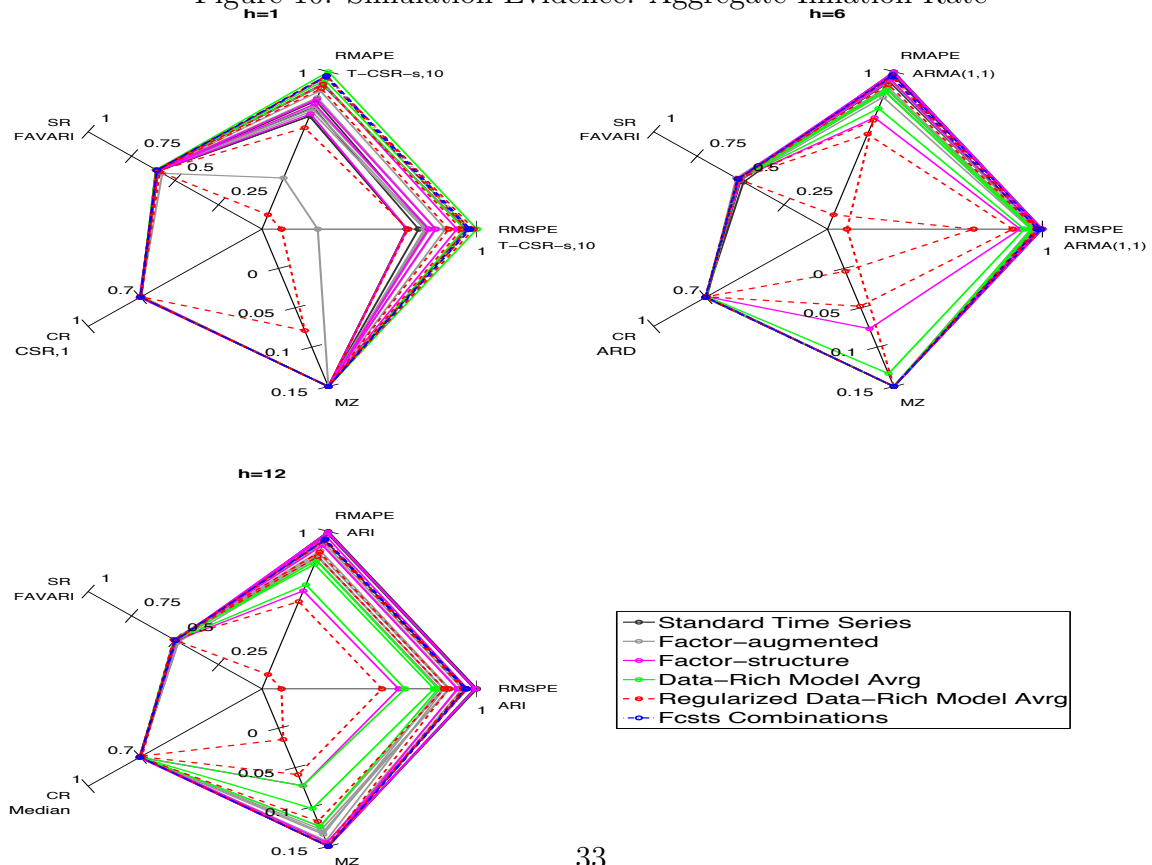 Figure 10: Simulation Evidence: Aggregate Inflation Rate
h=1
RMAPE
T-CSR-s,10
1
SR
FAVARI
1
0.75
0.5
0.25
RMSPE
T-CSR-s,10
1
0
0.05
0.1
0.15
MZ
0.7
1
CR
CSR,1
h=6
RMAPE
ARMA(1,1)
1
SR
FAVARI
1
0.75
0.5
0.25
RMSPE
ARMA(1,1)
1
0
0.05
0.1
0.15
MZ
0.7
1
CR
ARD
h=12
RMAPE
ARI
1
SR
FAVARI
1
0.75
0.5
0.25
RMSPE
ARI
1
0
0.05
0.1
0.15
MZ
0.7
1
CR
Median
Standard Time Series
Factor-augmented
Factor-structure
Data-Rich Model Avrg
Regularized Data-Rich Model Avrg
Fcsts Combinations
33